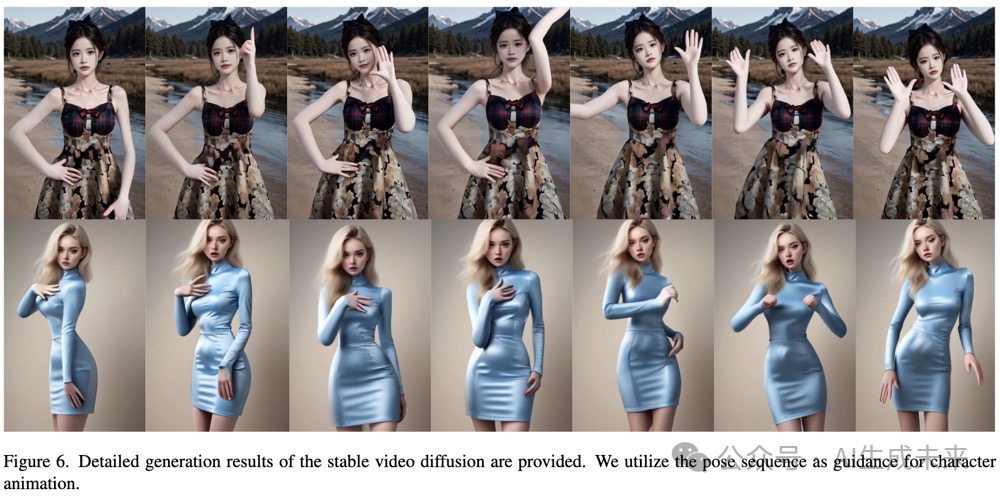 Figure 6. Detailed generation results of the stable video diffusion are provided. We utilize the pose sequence as guidance for character
animation.
公众号 · AI生成未来